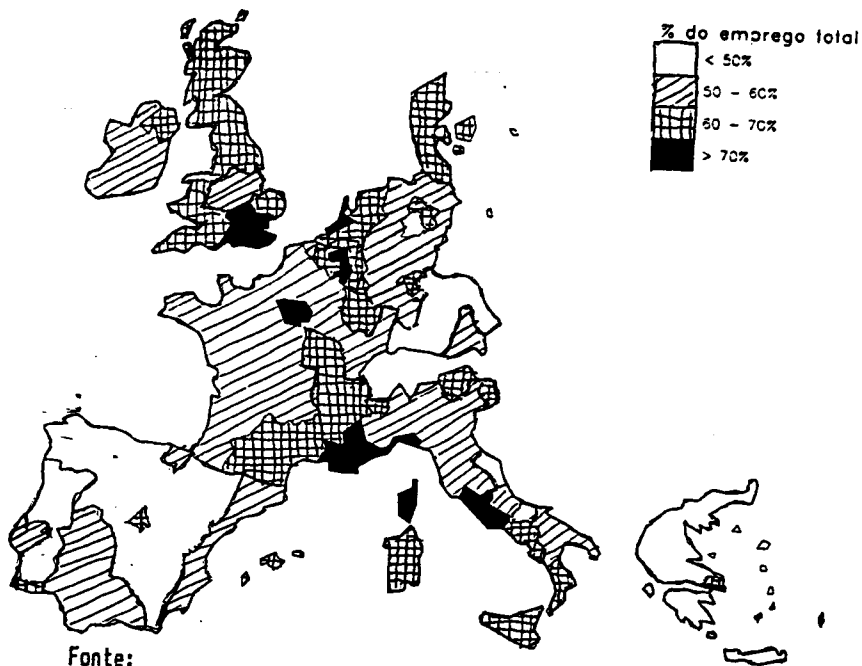 % do emprego total
< 50%
50 - 60%
60 - 70%
> 70%
Fonte: